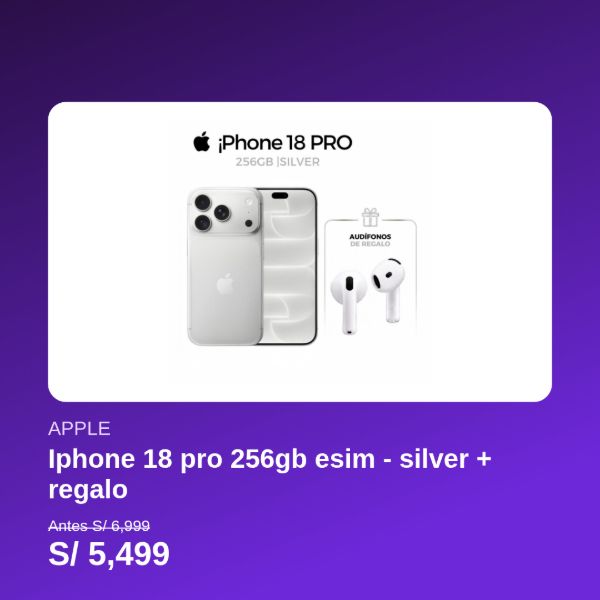 iPhone 18 PRO
256GB |SILVER
AUDÍFONOS
DE REGALO
APPLE
Iphone 18 pro 256gb esim - silver +
regalo
Antes S/ 6,999
S/ 5,499